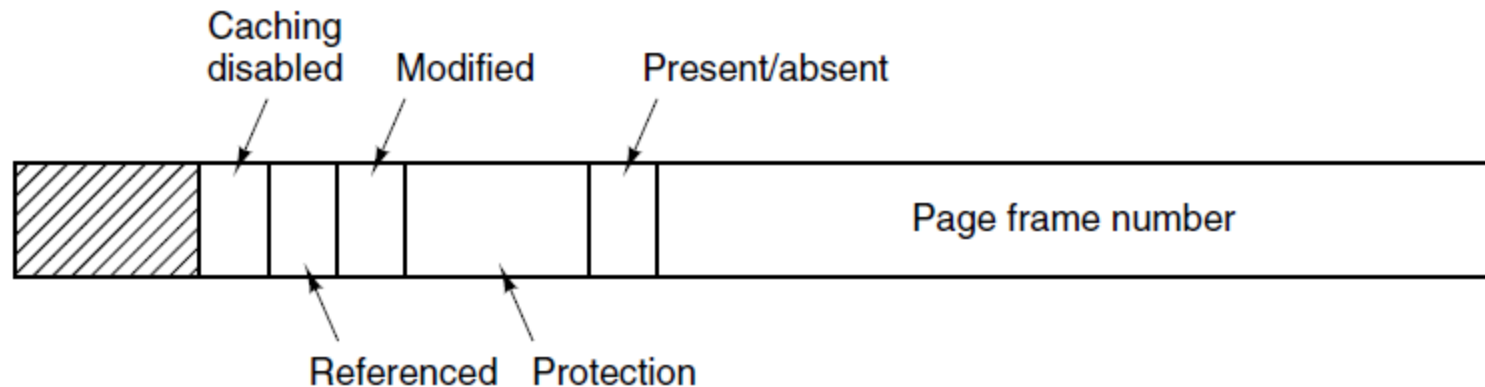 Caching
disabled
Modified
Present/absent
Page frame number
Referenced
Protection